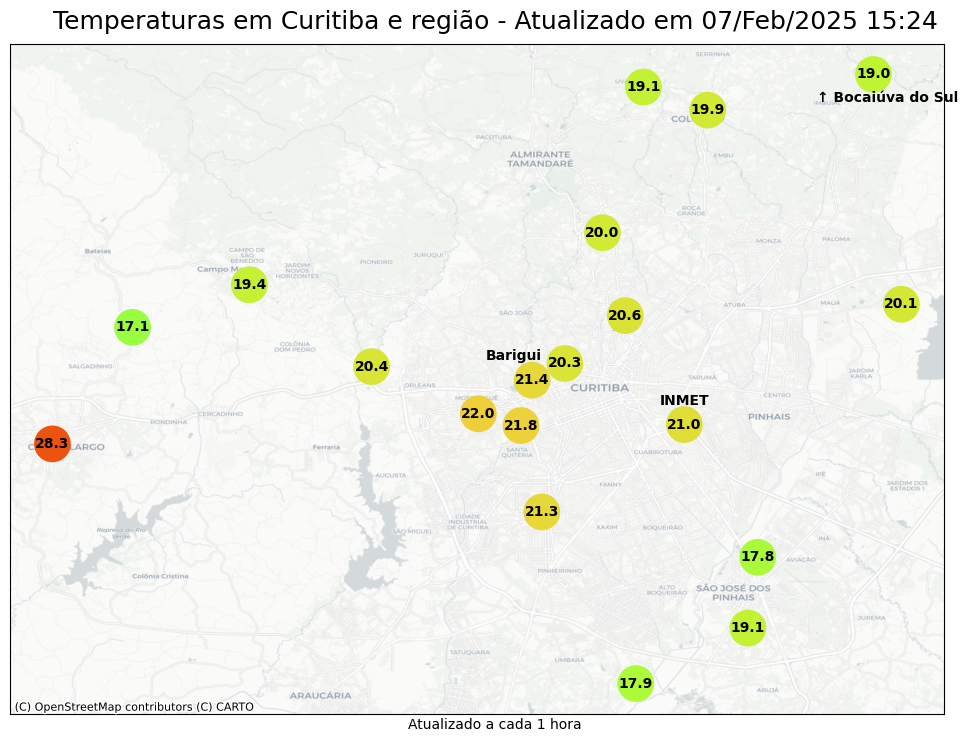 Temperaturas em Curitiba e região - Atualizado em 07/Feb/2025 15:24
SERRINHA
19.0
19.1
↑ Bocaiúva do Sul
19.9
PACOTUBA
ALMIRANTE
TAMANDARÉ
EMBU
ROÇA
GRANDE
20.0
MONZA
PALOMA
Bateias
CAMPO DE
SÃO
BENEDITO
JURUQUI
PIONEIRO
JARDIM
NOVOS
HORIZONTES
19.4
20.1
MAUÁ
ATUBA
SÃO JOÃO
20.6
17.1
COLÔNIA
DOM PEDRO
Barigui
20.3
SALGADINHO
20.4
JARDIM
KARLA
TARUMÃ
21.4
ORLEANS
CURITIBA
CENTRO
INMET
22.0
CERCADINHO
RONDINHA
PINHAIS
21.8
21.0
28.3
Ferraria
SANTA
QUITÉRIA
GUABIROTUBA
AUGUSTA
IPÊ
FANNY
JARDIM DOS
ESTADOS I
21.3
CIDADE
INDUSTRIAL
DE CURITIBA
SÃO MIGUEL
XAXIM
BOQUEIRÃO
Represa do Rio
Verde
INÁ
17.8
AVIAÇÃO
PINHEIRINHO
Colônia Cristina
ALTO
BOQUEIRÃO
SÃO JOSÉ DOS
PINHAIS
JUREMA
19.1
TATUQUARA
UMBARÁ
17.9
ARUJÁ
ARAUCÁRIA
(C) OpenStreetMap contributors (C) CARTO
Atualizado a cada 1 hora